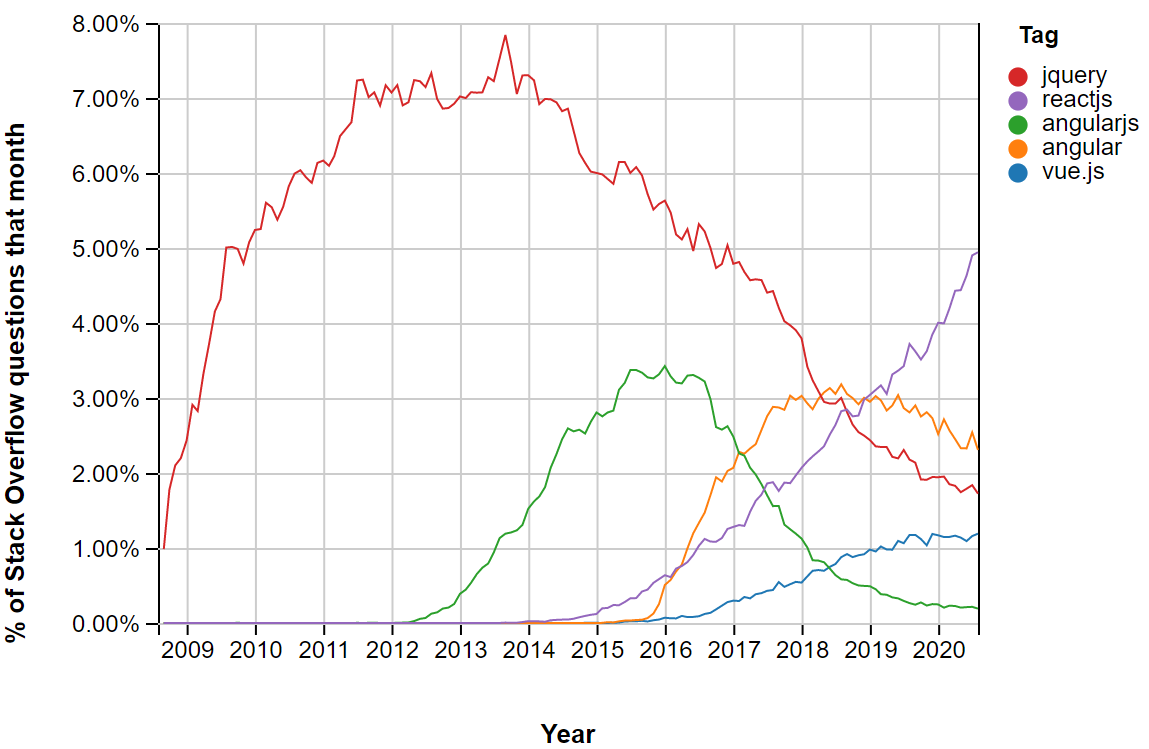 % of Stack Overflow questions that month
8.00%
7.00%
6.00%
5.00%
4.00%
3.00%
2.00%
1.00%
0.00%
2009 2010 2011 2012 2013 2014 2015 2016 2017 2018 2019 2020
Year
Tag
jquery
reactjs
angularjs
angular
vue.js